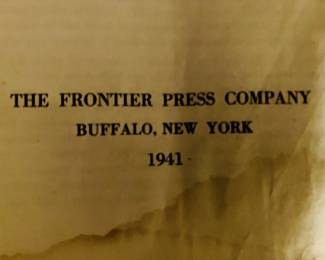 THE FRONTIER PRESS COMPANY
BUFFALO, NEW YORK
1941